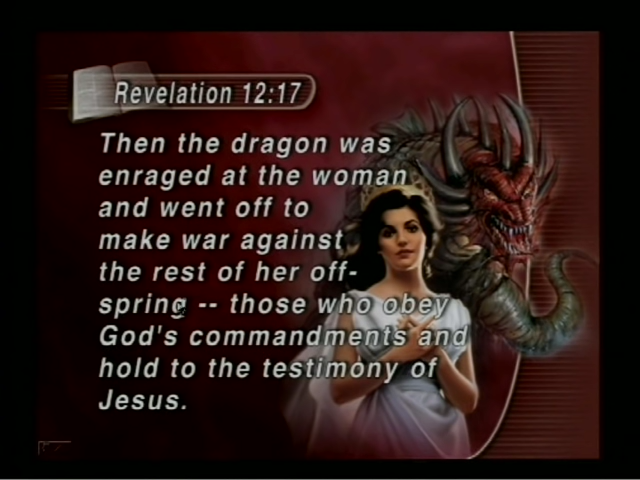 Revelation 12:17
Then the dragon was
enraged at the woman
and went off to
make war against
the rest of her off-
spring -- those who obey
God's commandments and
hold to the testimony of
Jesus.